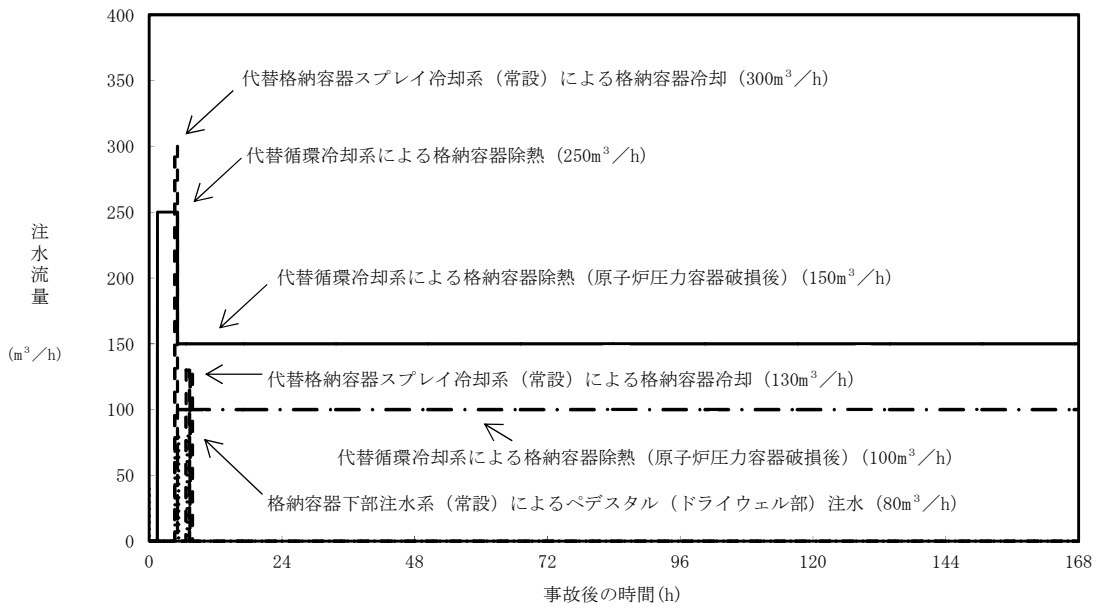 400
350
300
250
200
150
100
50
0
注水流量
(m³／h)
代替格納容器スプレイ冷却系（常設）による格納容器冷却（300m³／h）
代替循環冷却系による格納容器除熱（250m³／h）
代替循環冷却系による格納容器除熱（原子炉圧力容器破損後）（150m³／h）
代替格納容器スプレイ冷却系（常設）による格納容器冷却（130m³／h）
代替循環冷却系による格納容器除熱（原子炉圧力容器破損後）（100m³／h）
格納容器下部注水系（常設）によるペデスタル（ドライウェル部）注水（80m³／h）
0 24 48 72 96 120 144 168
事故後の時間(h)